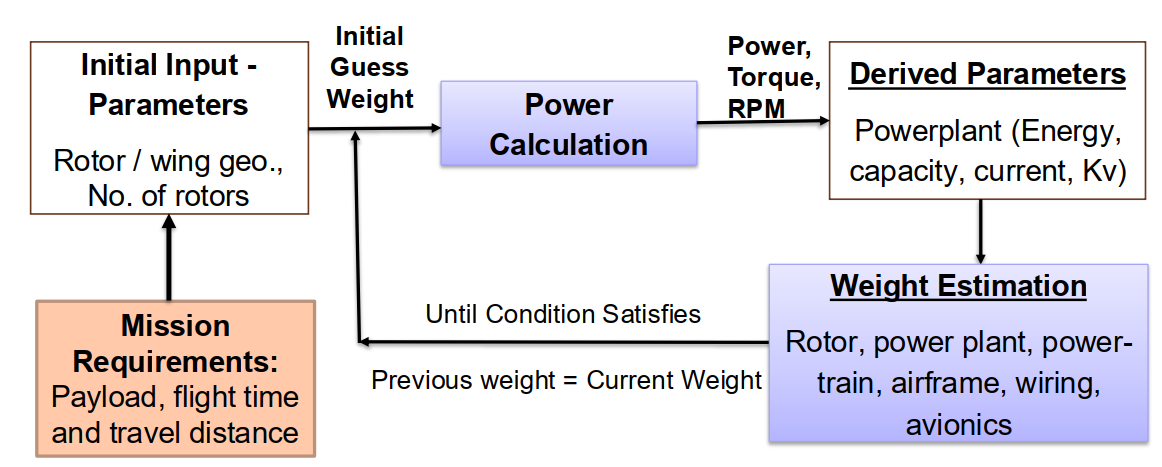 Initial Input -
Parameters
Rotor / wing geo.,
No. of rotors
Initial
Guess
Weight
Power
Calculation
Power,
Torque,
RPM
Derived Parameters
Powerplant (Energy,
capacity, current, Kv)
Mission
Requirements:
Payload, flight time
and travel distance
Until Condition Satisfies
Previous weight = Current Weight
Weight Estimation
Rotor, power plant, power-
train, airframe, wiring,
avionics